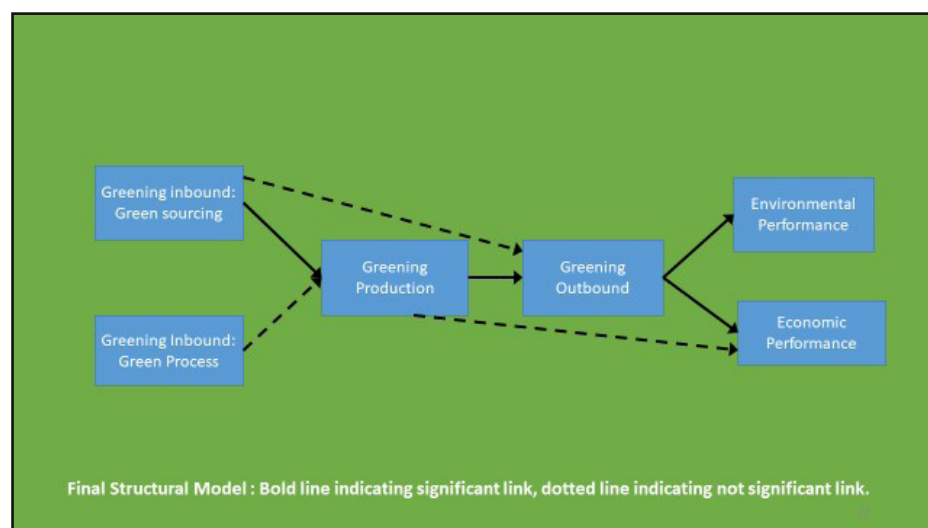 Greening inbound:
Green sourcing
Greening Inbound:
Green Process
Greening
Production
Greening
Outbound
Environmental
Performance
Economic
Performance
Final Structural Model : Bold line indicating significant link, dotted line indicating not significant link.